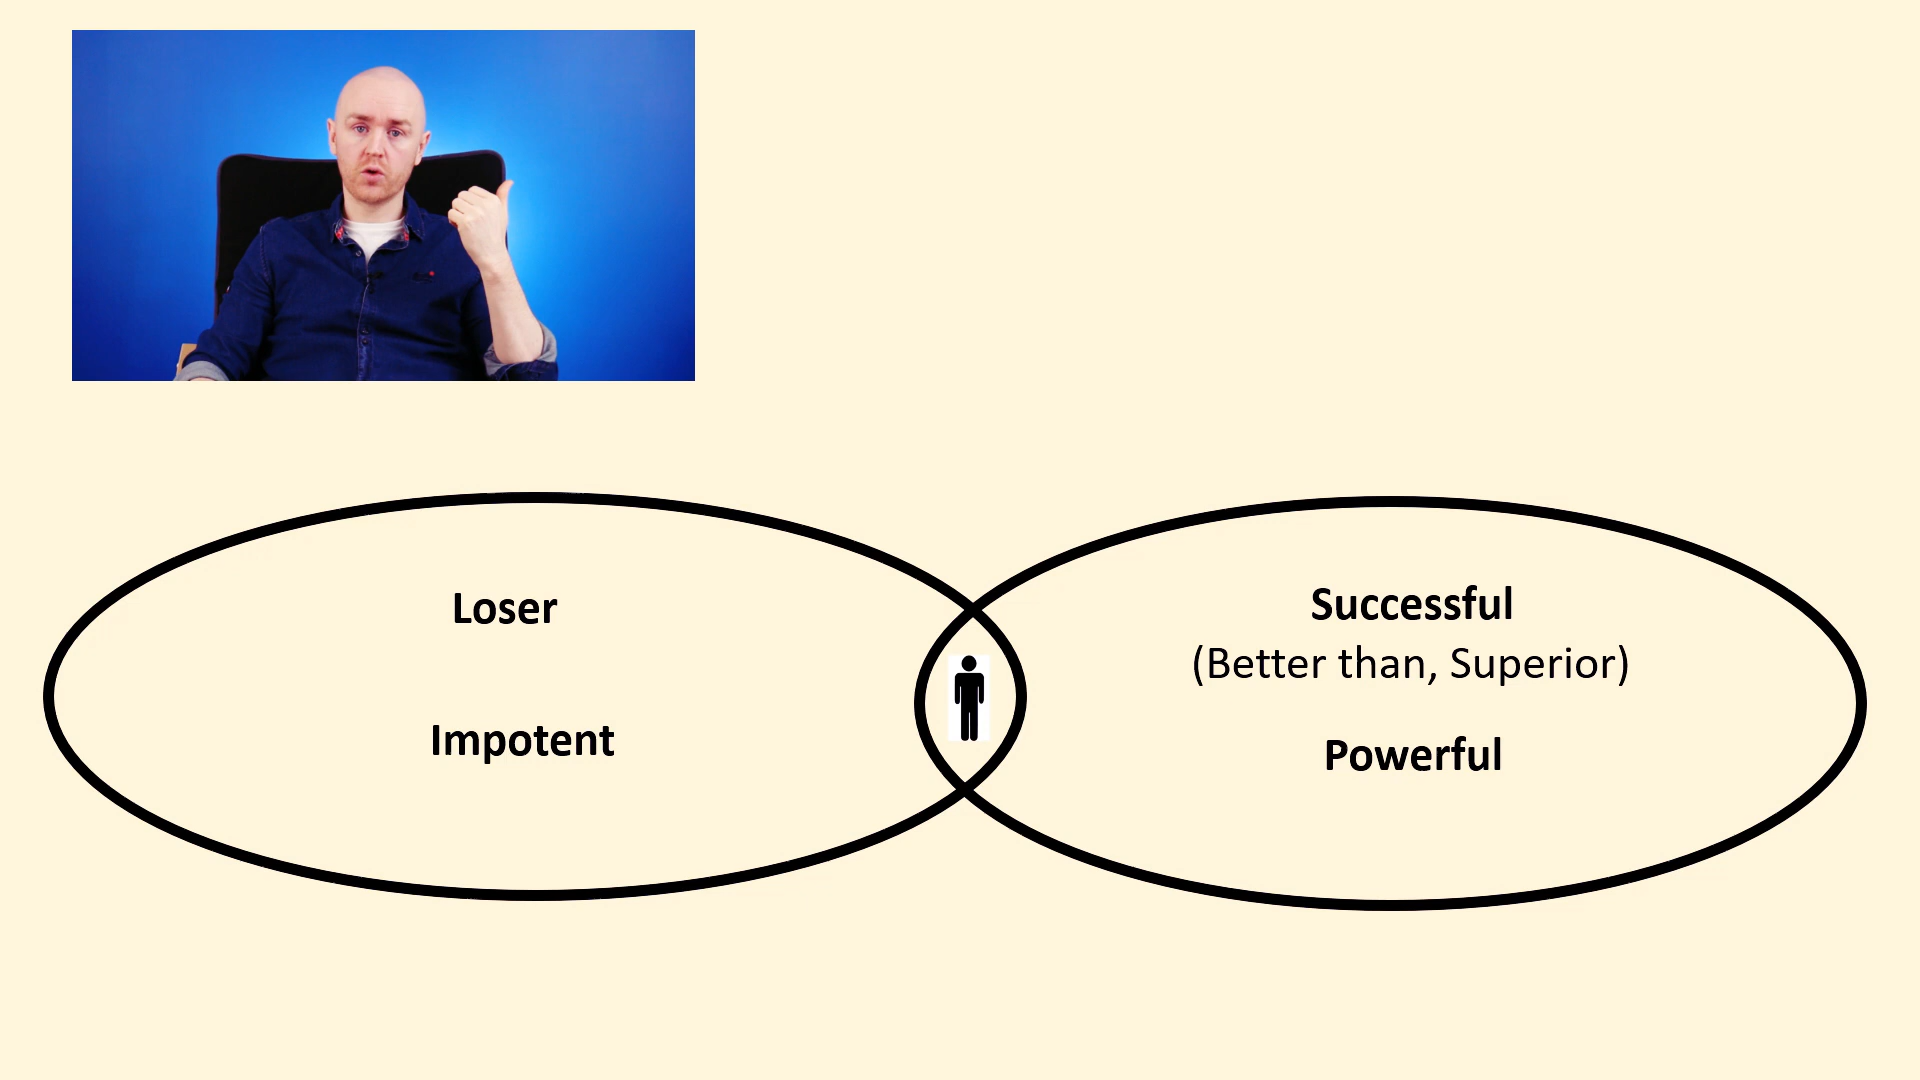 Loser
Impotent
Successful
(Better than, Superior)
Powerful